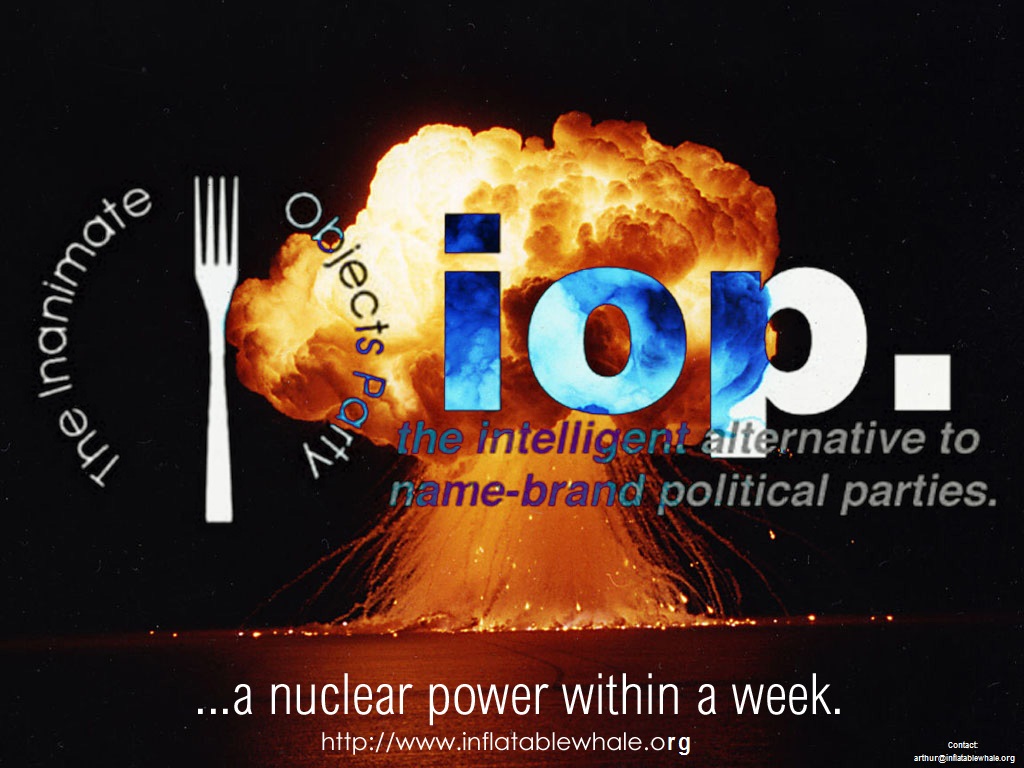 The Inanimate
Objects Party
iop.
the intelligent alternative to
name-brand political parties.
...a nuclear power within a week.
http://www.inflatablewhale.org
Contact:
arthur@inflatablewhale.org